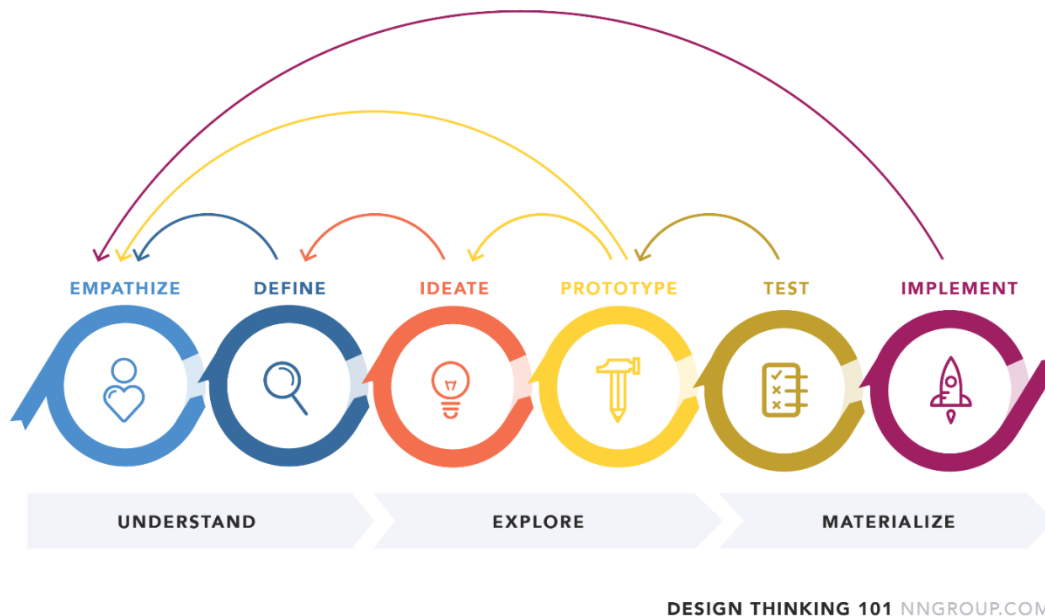 EMPATHIZE DEFINE IDEATE PROTOTYPE TEST IMPLEMENT
UNDERSTAND EXPLORE MATERIALIZE
DESIGN THINKING 101 NNGROUP.COM